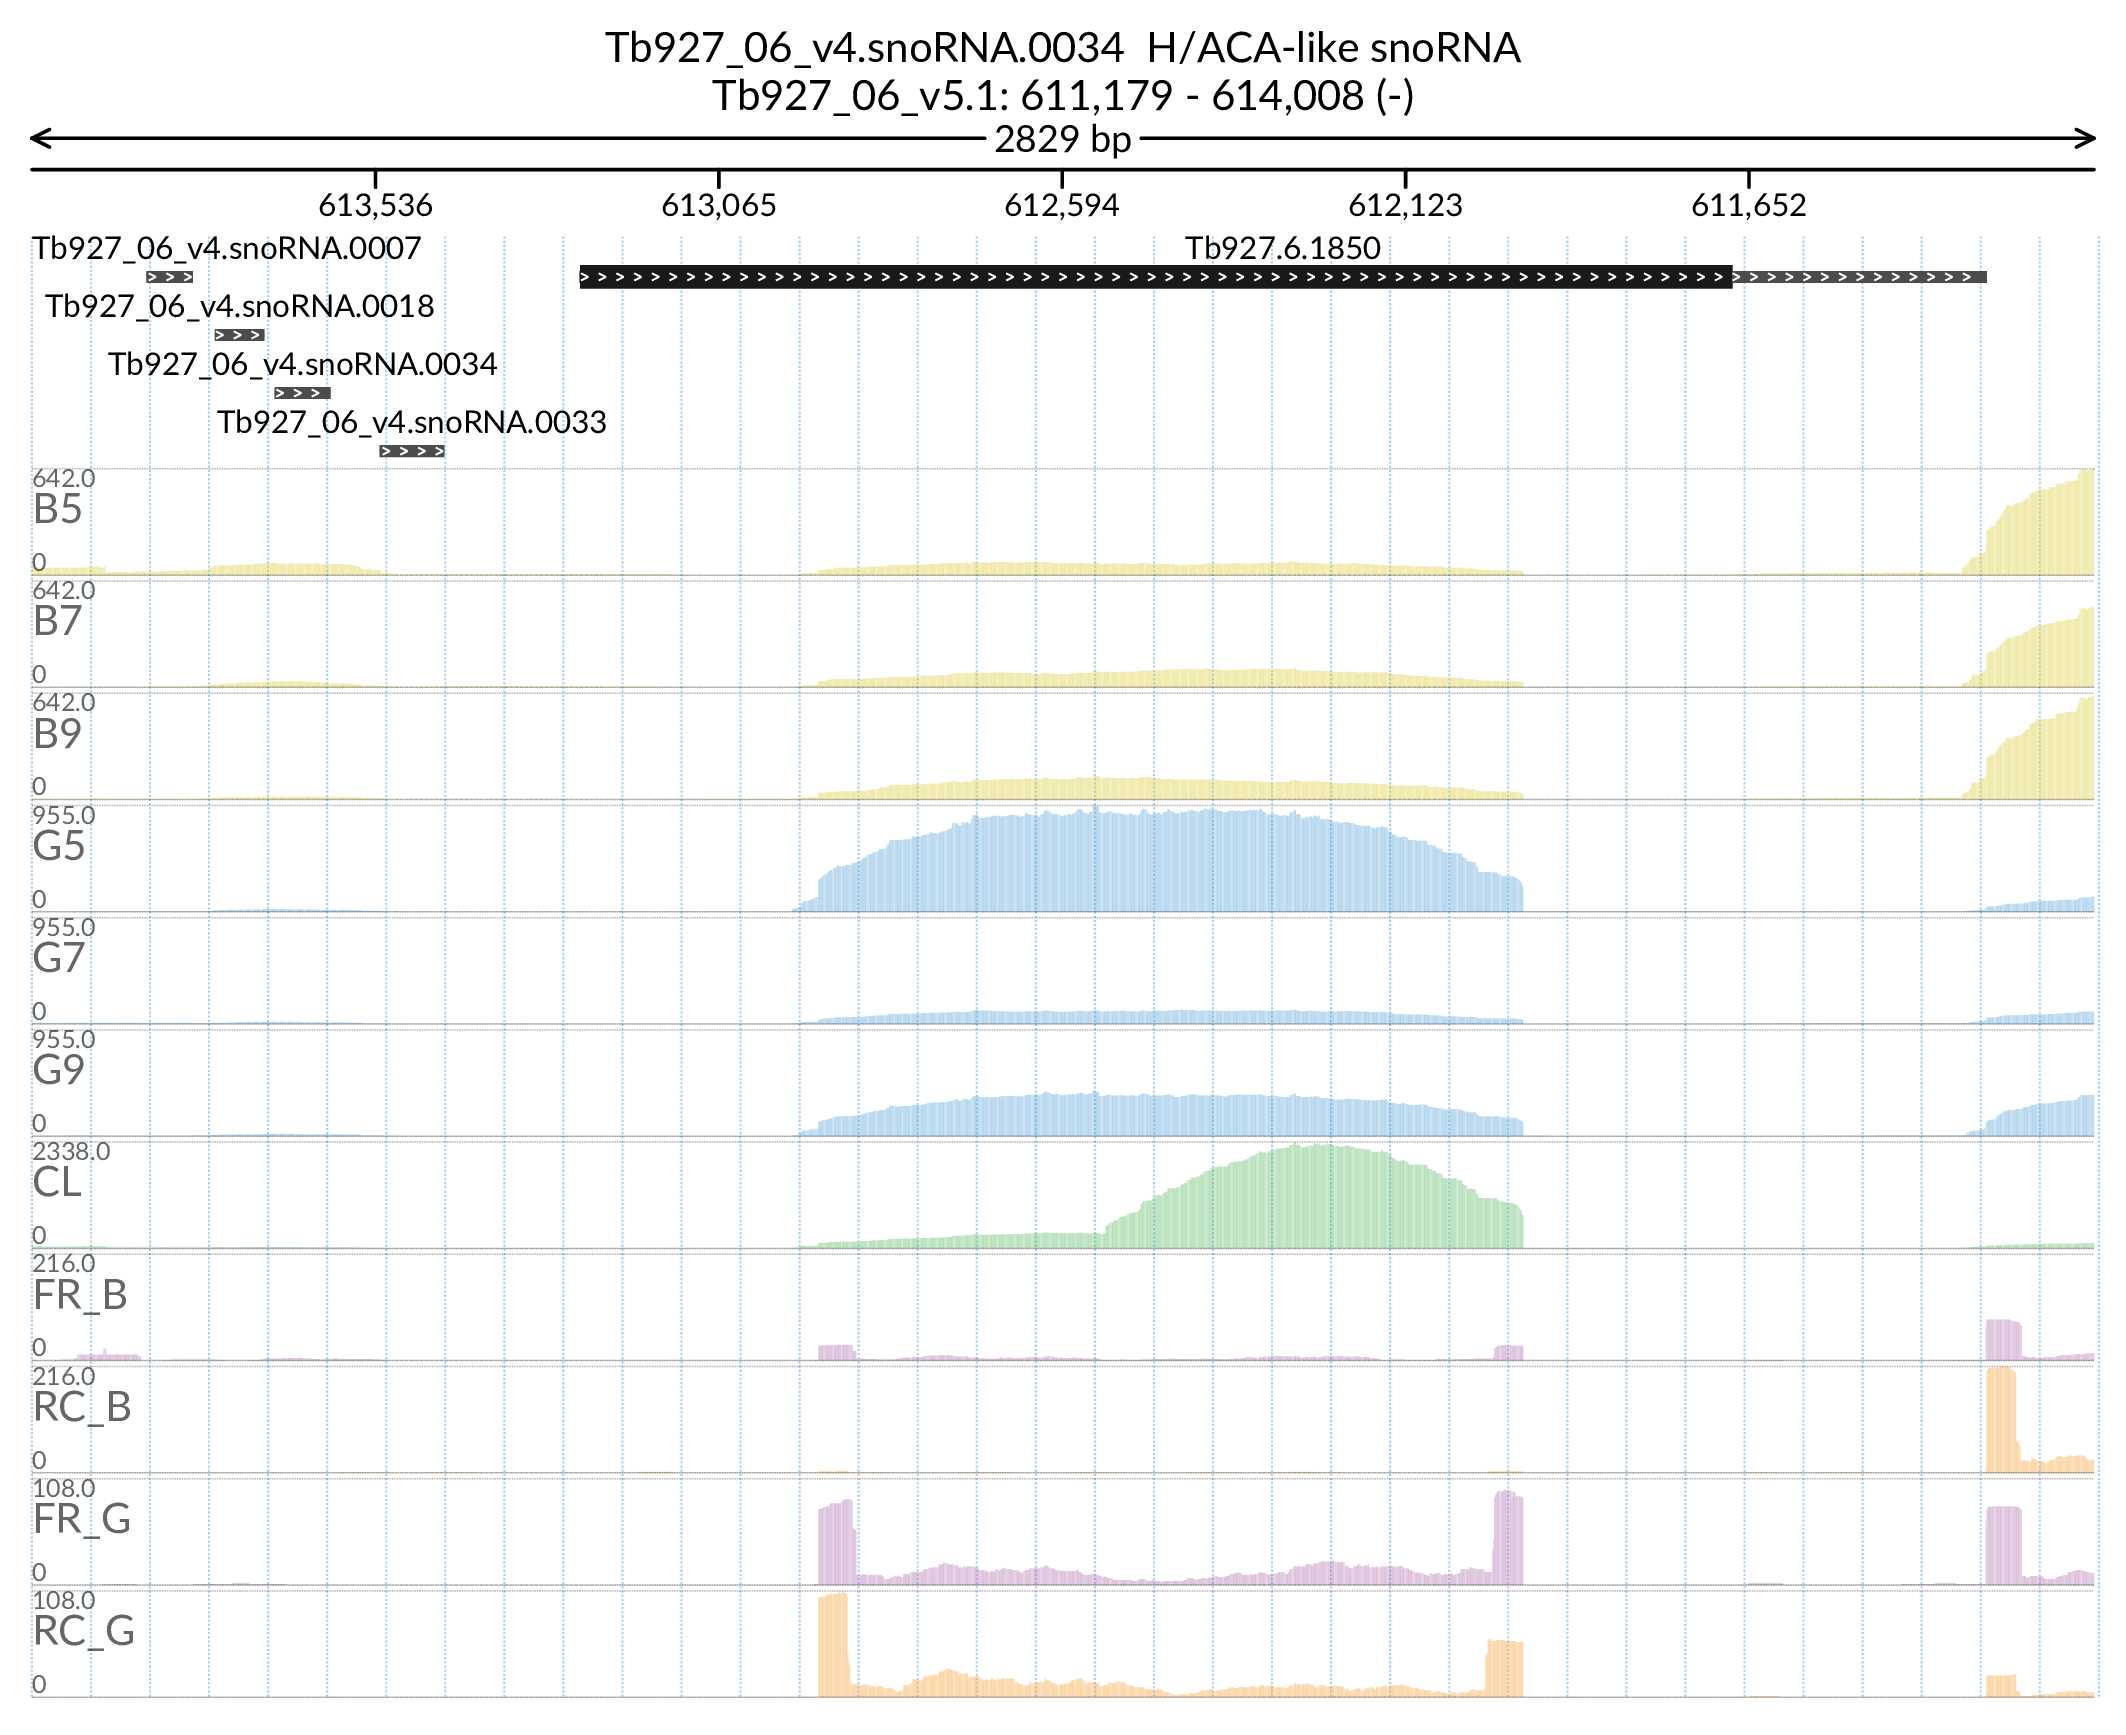 Tb927_06_v4.snoRNA.0034  H/ACA-like snoRNA
Tb927_06_v5.1: 611,179 - 614,008 (-)
2829 bp
613,536 613,065 612,594 612,123 611,652
Tb927_06_v4.snoRNA.0007 Tb927.6.1850
Tb927_06_v4.snoRNA.0018
Tb927_06_v4.snoRNA.0034
Tb927_06_v4.snoRNA.0033
642.0
B5
0
642.0
B7
0
642.0
B9
0
955.0
G5
0
955.0
G7
0
955.0
G9
0
2338.0
CL
0
216.0
FR_B
0
216.0
RC_B
0
108.0
FR_G
0
108.0
RC_G
0